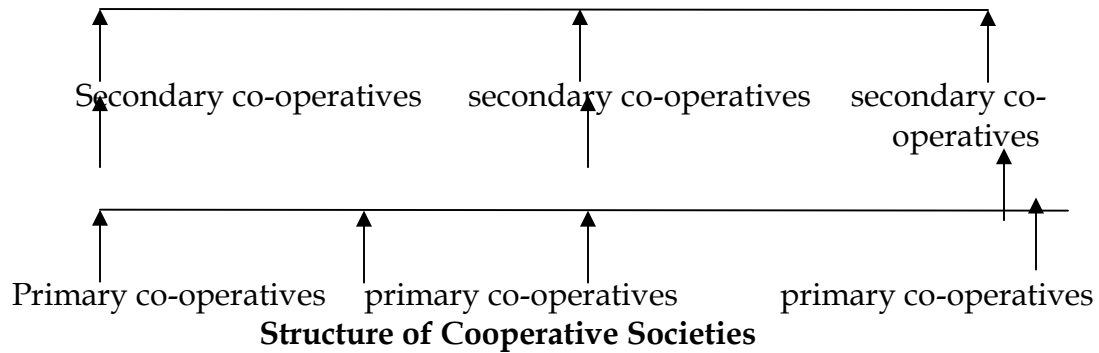 Secondary co-operatives secondary co-operatives secondary co-
operatives
Primary co-operatives primary co-operatives primary co-operatives
Structure of Cooperative Societies